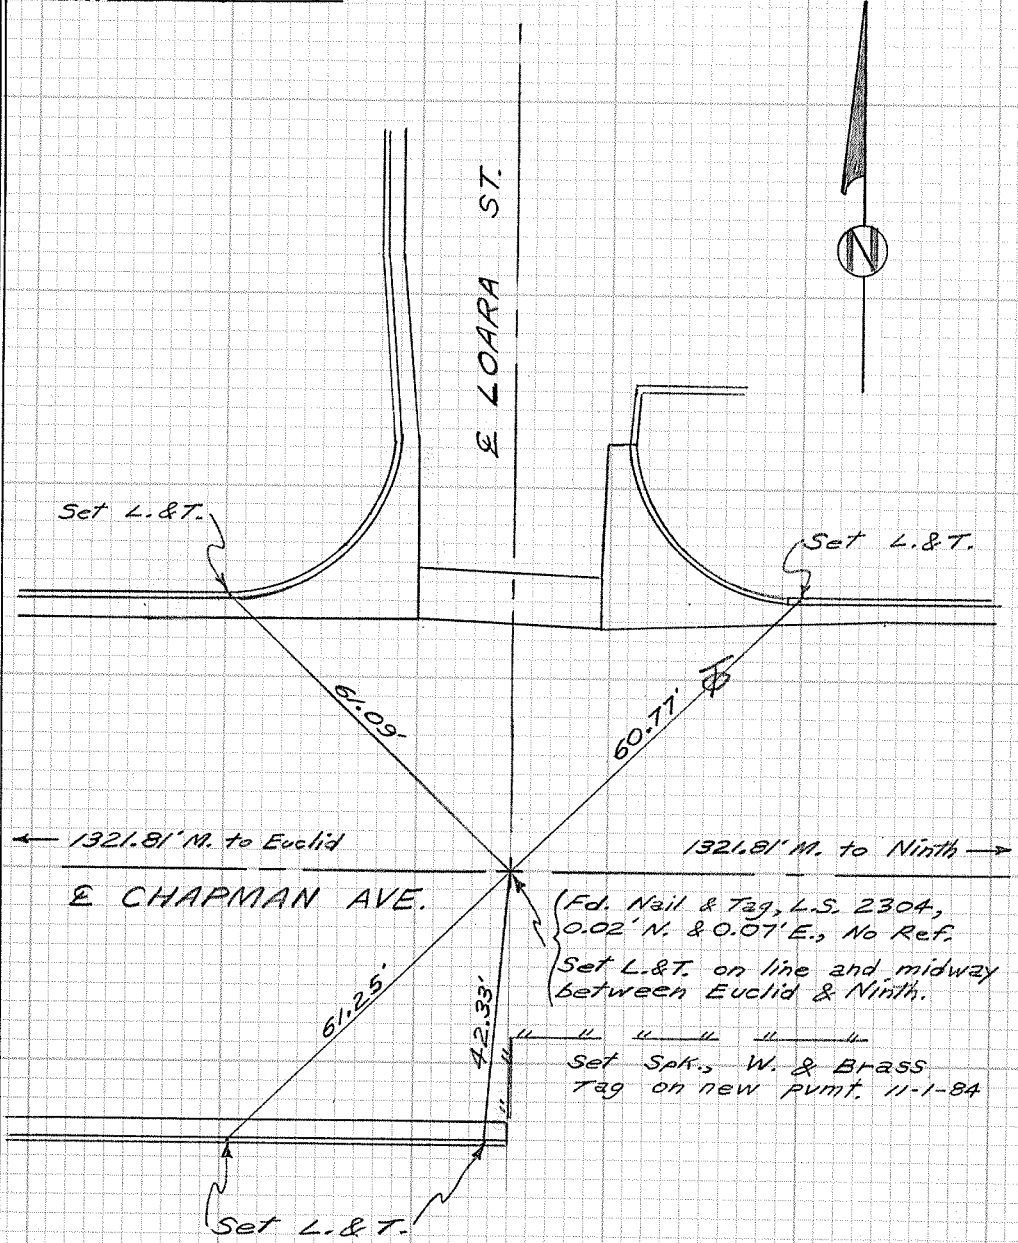 N
℄ LOARA ST.
Set L.&T.
Set L.&T.
61.09'
60.77'
← 1321.81' M. to Euclid
1321.81' M. to Ninth →
℄ CHAPMAN AVE.
Fd. Nail & Tag, L.S. 2304,
0.02' N. & 0.07' E., No Ref.
Set L.&T. on line and midway
between Euclid & Ninth.
61.25'
42.33'
Set Spk., W. & Brass
Tag on new pvmt. 11-1-84
Set L.&T.